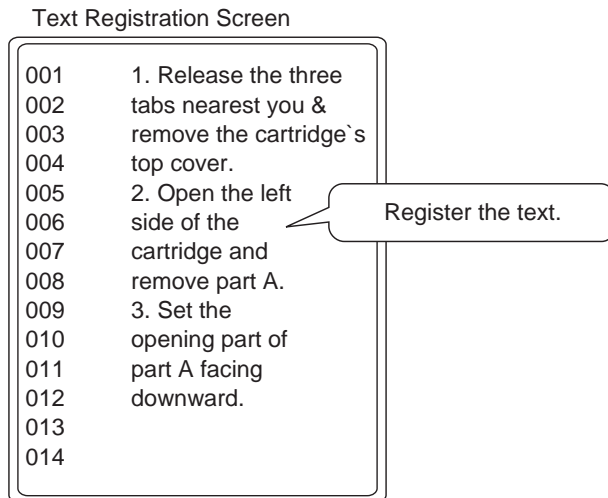 Text Registration Screen
001 1. Release the three
002 tabs nearest you &
003 remove the cartridge`s
004 top cover.
005 2. Open the left
006 side of the
007 cartridge and
008 remove part A.
009 3. Set the
010 opening part of
011 part A facing
012 downward.
013
014
Register the text.